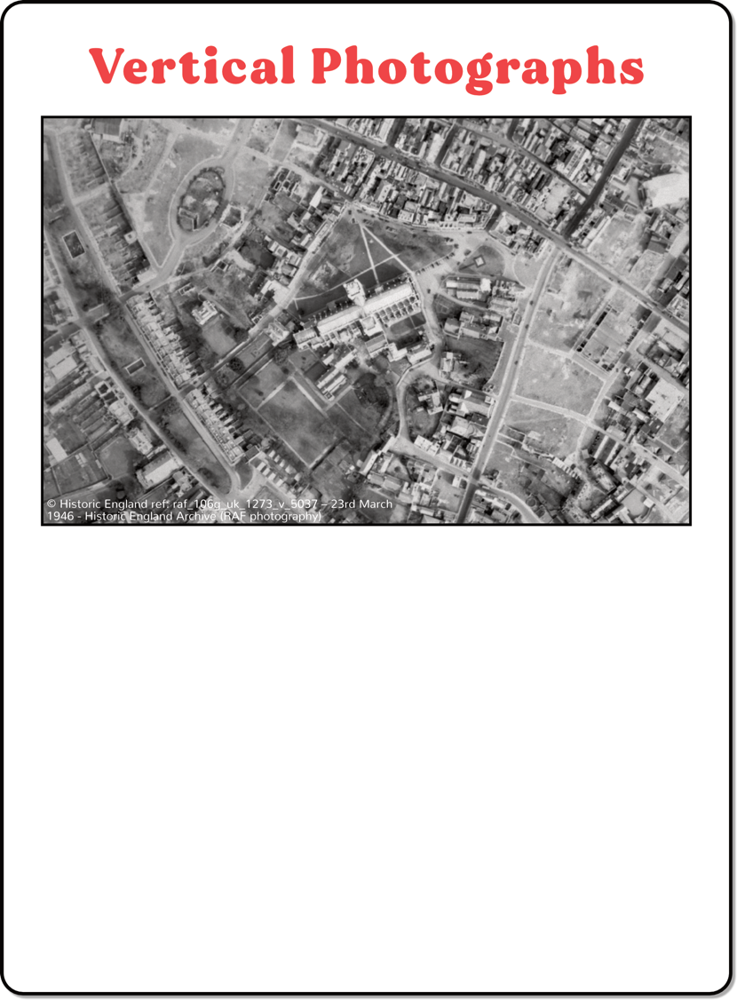 Vertical Photographs
© Historic England ref: raf_106g_uk_1273_v_5037 – 23rd March
1946 - Historic England Archive (RAF photography)